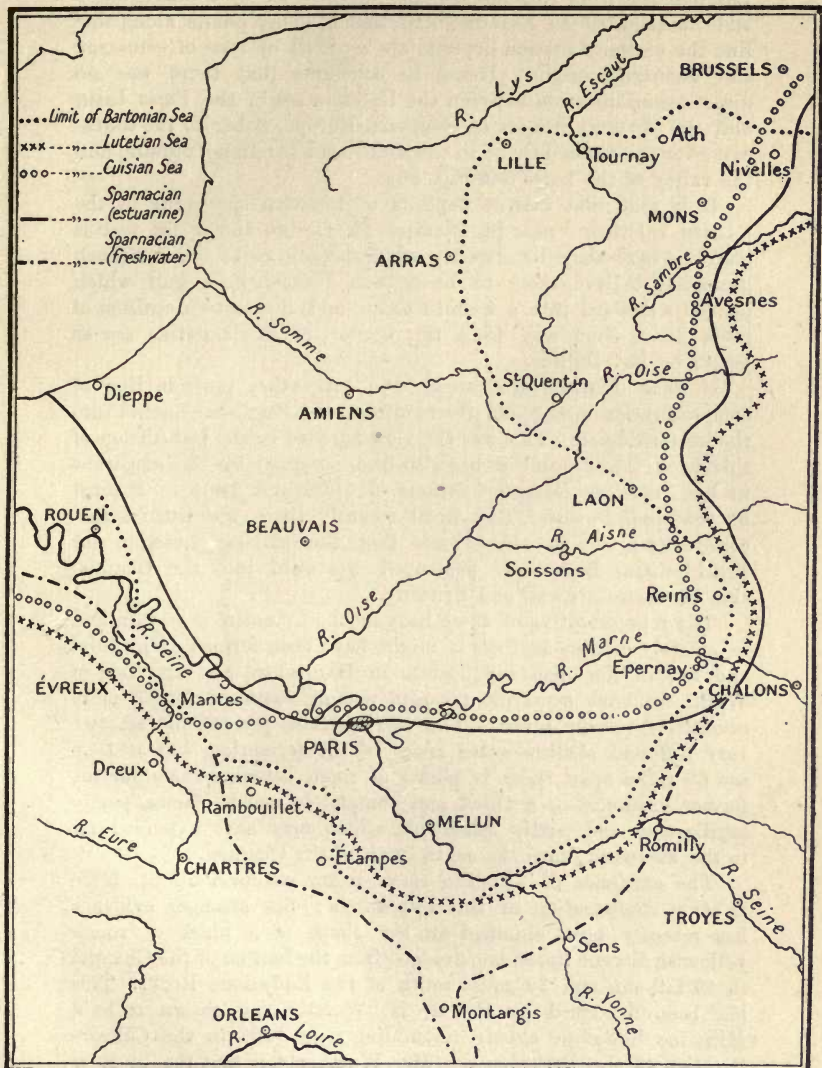 BRUSSELS
R. Lys
R. Escaut
Limit of Bartonian Sea
„ Lutetian Sea
„ Cuisian Sea
„ Sparnacian
(estuarine)
„ Sparnacian
(freshwater)
LILLE
Tournay
Ath
Nivelles
MONS
ARRAS
R. Sambre
Avesnes
R. Somme
R. Oise
St Quentin
Dieppe
AMIENS
LAON
ROUEN
BEAUVAIS
R. Aisne
Soissons
R. Oise
Reims
R. Seine
R. Marne
Epernay
CHALONS
ÉVREUX
Mantes
PARIS
Dreux
Rambouillet
MELUN
Romilly
R. Eure
Étampes
CHARTRES
R. Seine
TROYES
Sens
R. Yonne
Montargis
ORLEANS
R. Loire